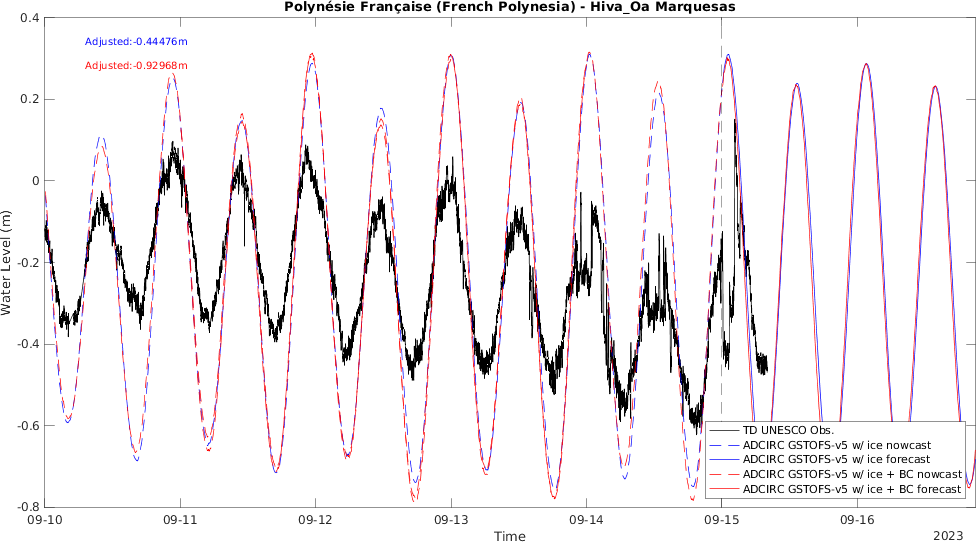 Polynésie Française (French Polynesia) - Hiva_Oa Marquesas
0.4
Adjusted:-0.44476m
Adjusted:-0.92968m
0.2
0
-0.2
-0.4
-0.6
-0.8
Water Level (m)
TD UNESCO Obs.
ADCIRC GSTOFS-v5 w/ ice nowcast
ADCIRC GSTOFS-v5 w/ ice forecast
ADCIRC GSTOFS-v5 w/ ice + BC nowcast
ADCIRC GSTOFS-v5 w/ ice + BC forecast
09-10 09-11 09-12 09-13 09-14 09-15 09-16
Time
2023